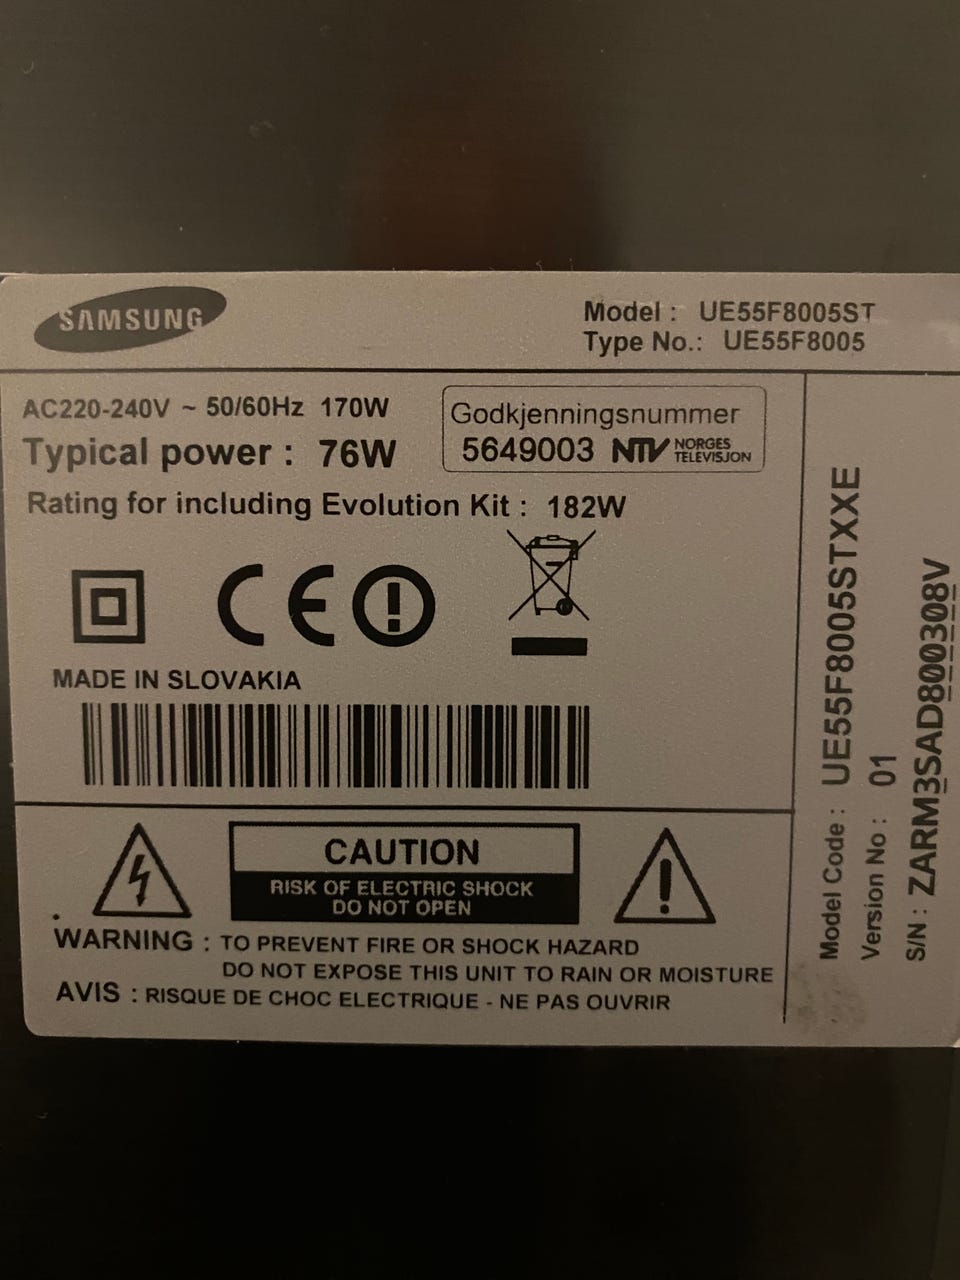 SAMSUNG
Model : UE55F8005ST
Type No.: UE55F8005
AC220-240V ~ 50/60Hz 170W
Typical power : 76W
Godkjenningsnummer
5649003 NTV NORGES TELEVISJON
Rating for including Evolution Kit : 182W
CE
MADE IN SLOVAKIA
CAUTION
RISK OF ELECTRIC SHOCK
DO NOT OPEN
WARNING : TO PREVENT FIRE OR SHOCK HAZARD
DO NOT EXPOSE THIS UNIT TO RAIN OR MOISTURE
AVIS : RISQUE DE CHOC ELECTRIQUE - NE PAS OUVRIR
Model Code : UE55F8005STXXE
Version No : 01
S/N : ZARM3SAD800308V